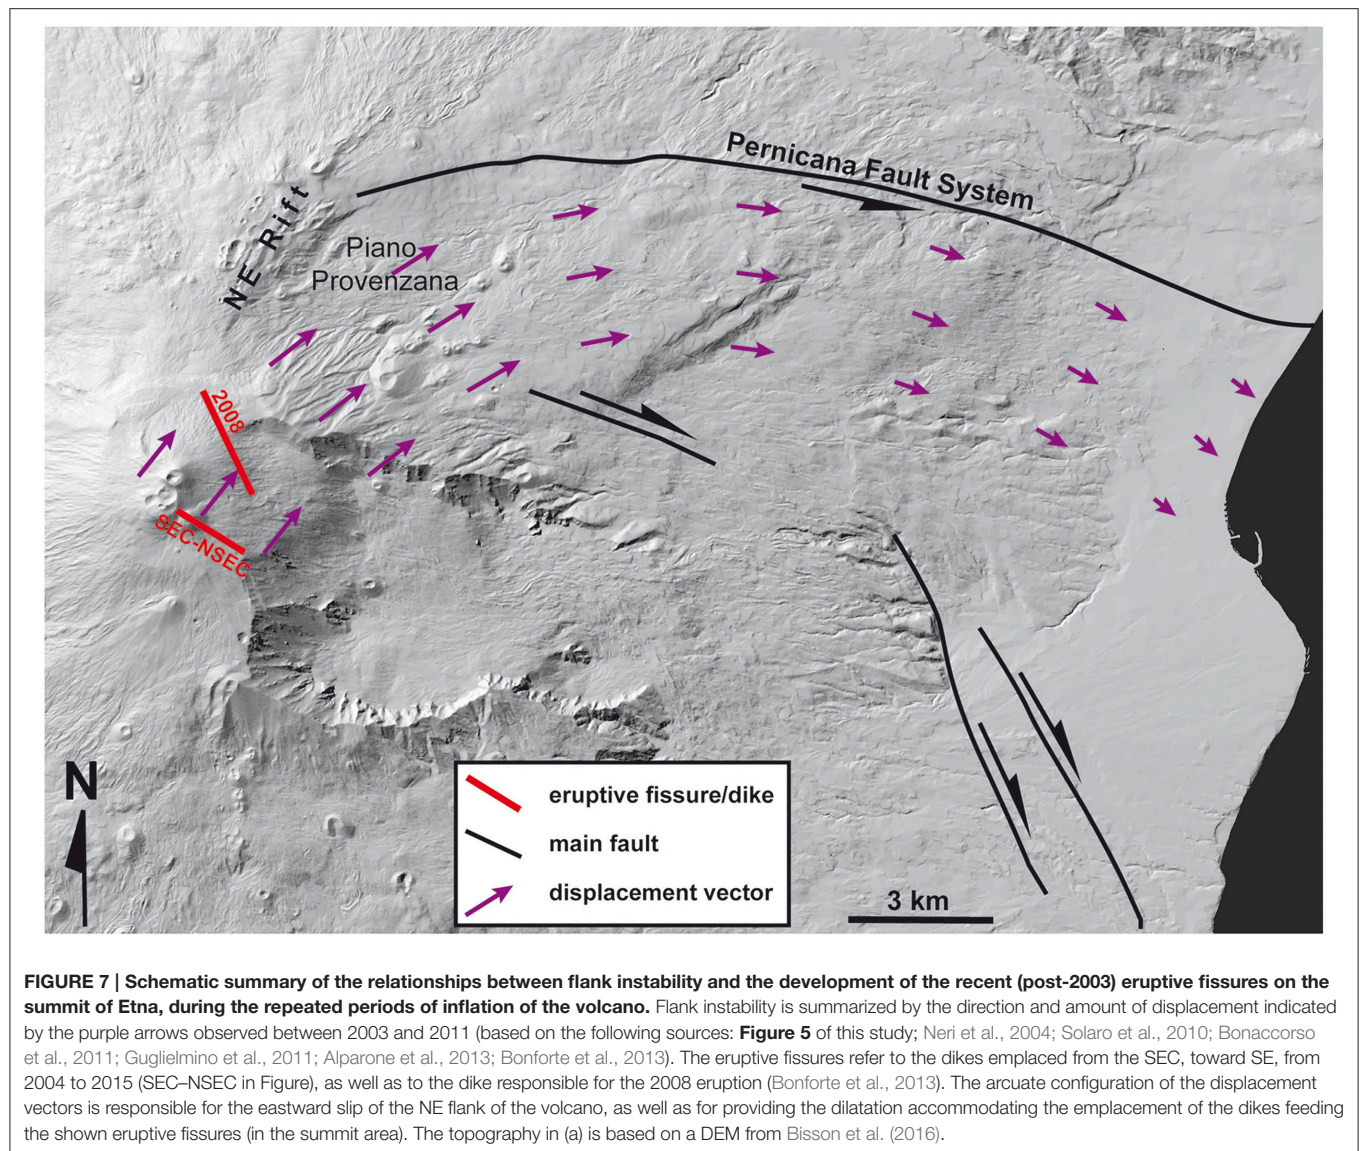 Pernicana Fault System
NE Rift
Piano
Provenzana
2008
SEC-NSEC
N
eruptive fissure/dike
main fault
displacement vector
3 km
FIGURE 7 | Schematic summary of the relationships between flank instability and the development of the recent (post-2003) eruptive fissures on the
summit of Etna, during the repeated periods of inflation of the volcano. Flank instability is summarized by the direction and amount of displacement indicated
by the purple arrows observed between 2003 and 2011 (based on the following sources: Figure 5 of this study; Neri et al., 2004; Solaro et al., 2010; Bonaccorso
et al., 2011; Guglielmino et al., 2011; Alparone et al., 2013; Bonforte et al., 2013). The eruptive fissures refer to the dikes emplaced from the SEC, toward SE, from
2004 to 2015 (SEC–NSEC in Figure), as well as to the dike responsible for the 2008 eruption (Bonforte et al., 2013). The arcuate configuration of the displacement
vectors is responsible for the eastward slip of the NE flank of the volcano, as well as for providing the dilatation accommodating the emplacement of the dikes feeding
the shown eruptive fissures (in the summit area). The topography in (a) is based on a DEM from Bisson et al. (2016).